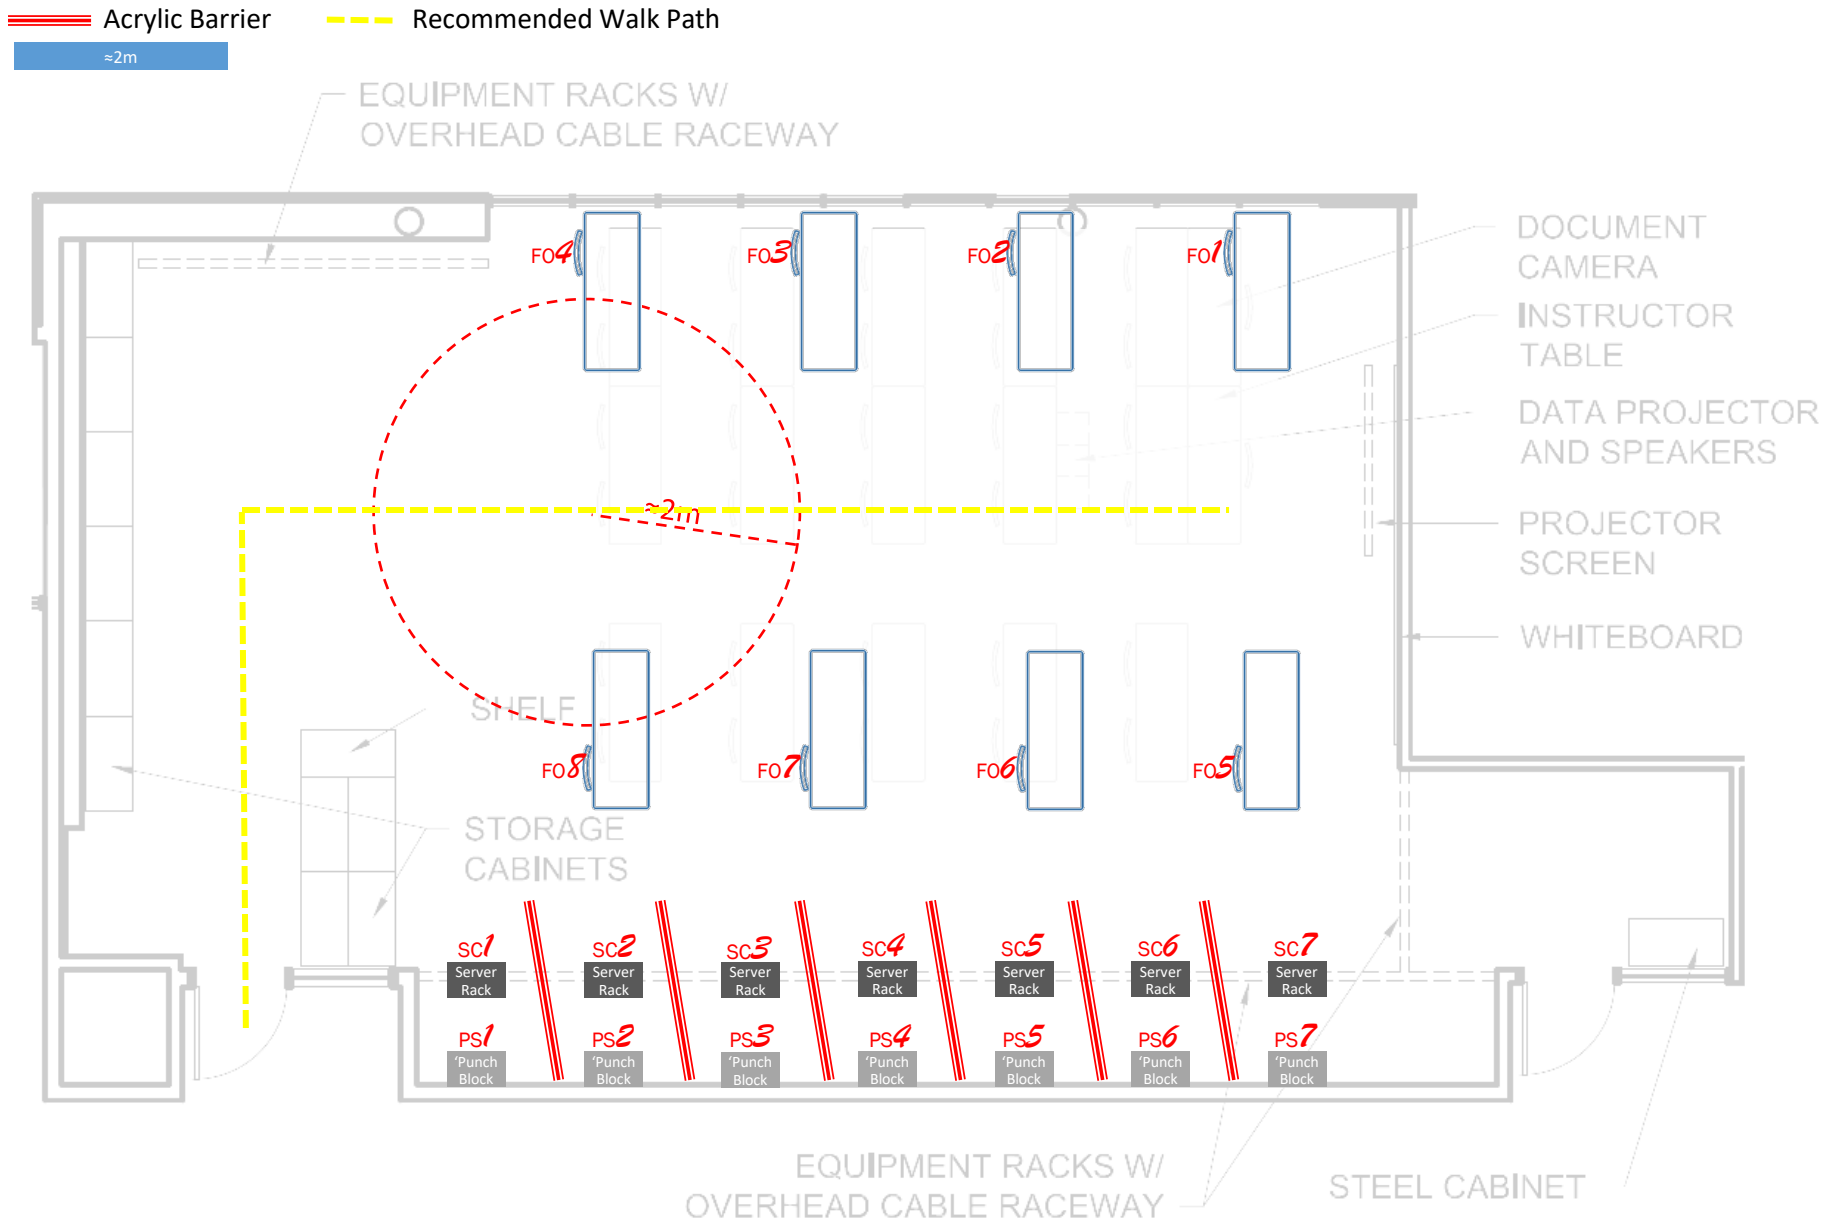 Acrylic Barrier
Recommended Walk Path
≈2m
EQUIPMENT RACKS W/
OVERHEAD CABLE RACEWAY
DOCUMENT
CAMERA
INSTRUCTOR
TABLE
DATA PROJECTOR
AND SPEAKERS
PROJECTOR
SCREEN
WHITEBOARD
FO4
FO3
FO2
FO1
≈2m
SHELF
FO8
FO7
FO6
FO5
STORAGE
CABINETS
SC1
SC2
SC3
SC4
SC5
SC6
SC7
Server
Rack
Server
Rack
Server
Rack
Server
Rack
Server
Rack
Server
Rack
Server
Rack
PS1
PS2
PS3
PS4
PS5
PS6
PS7
‘Punch
Block
‘Punch
Block
‘Punch
Block
‘Punch
Block
‘Punch
Block
‘Punch
Block
‘Punch
Block
EQUIPMENT RACKS W/
OVERHEAD CABLE RACEWAY
STEEL CABINET